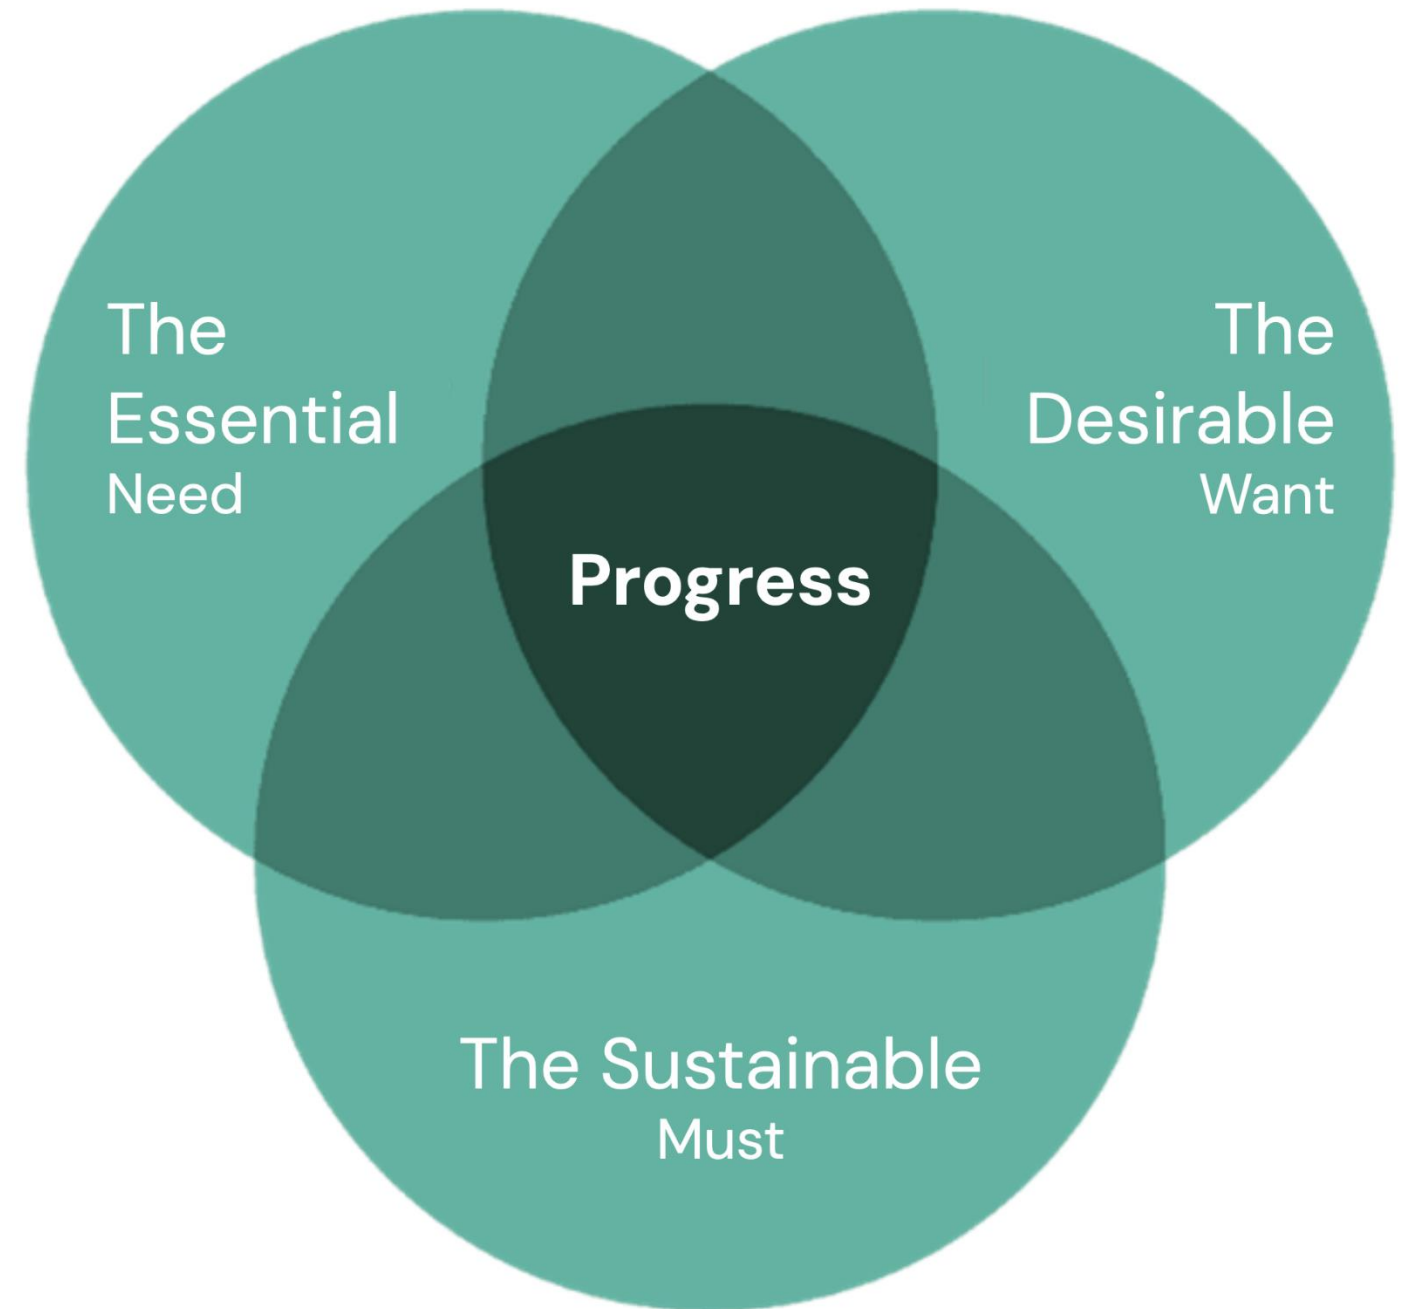 The
Essential
Need
The
Desirable
Want
Progress
The Sustainable
Must